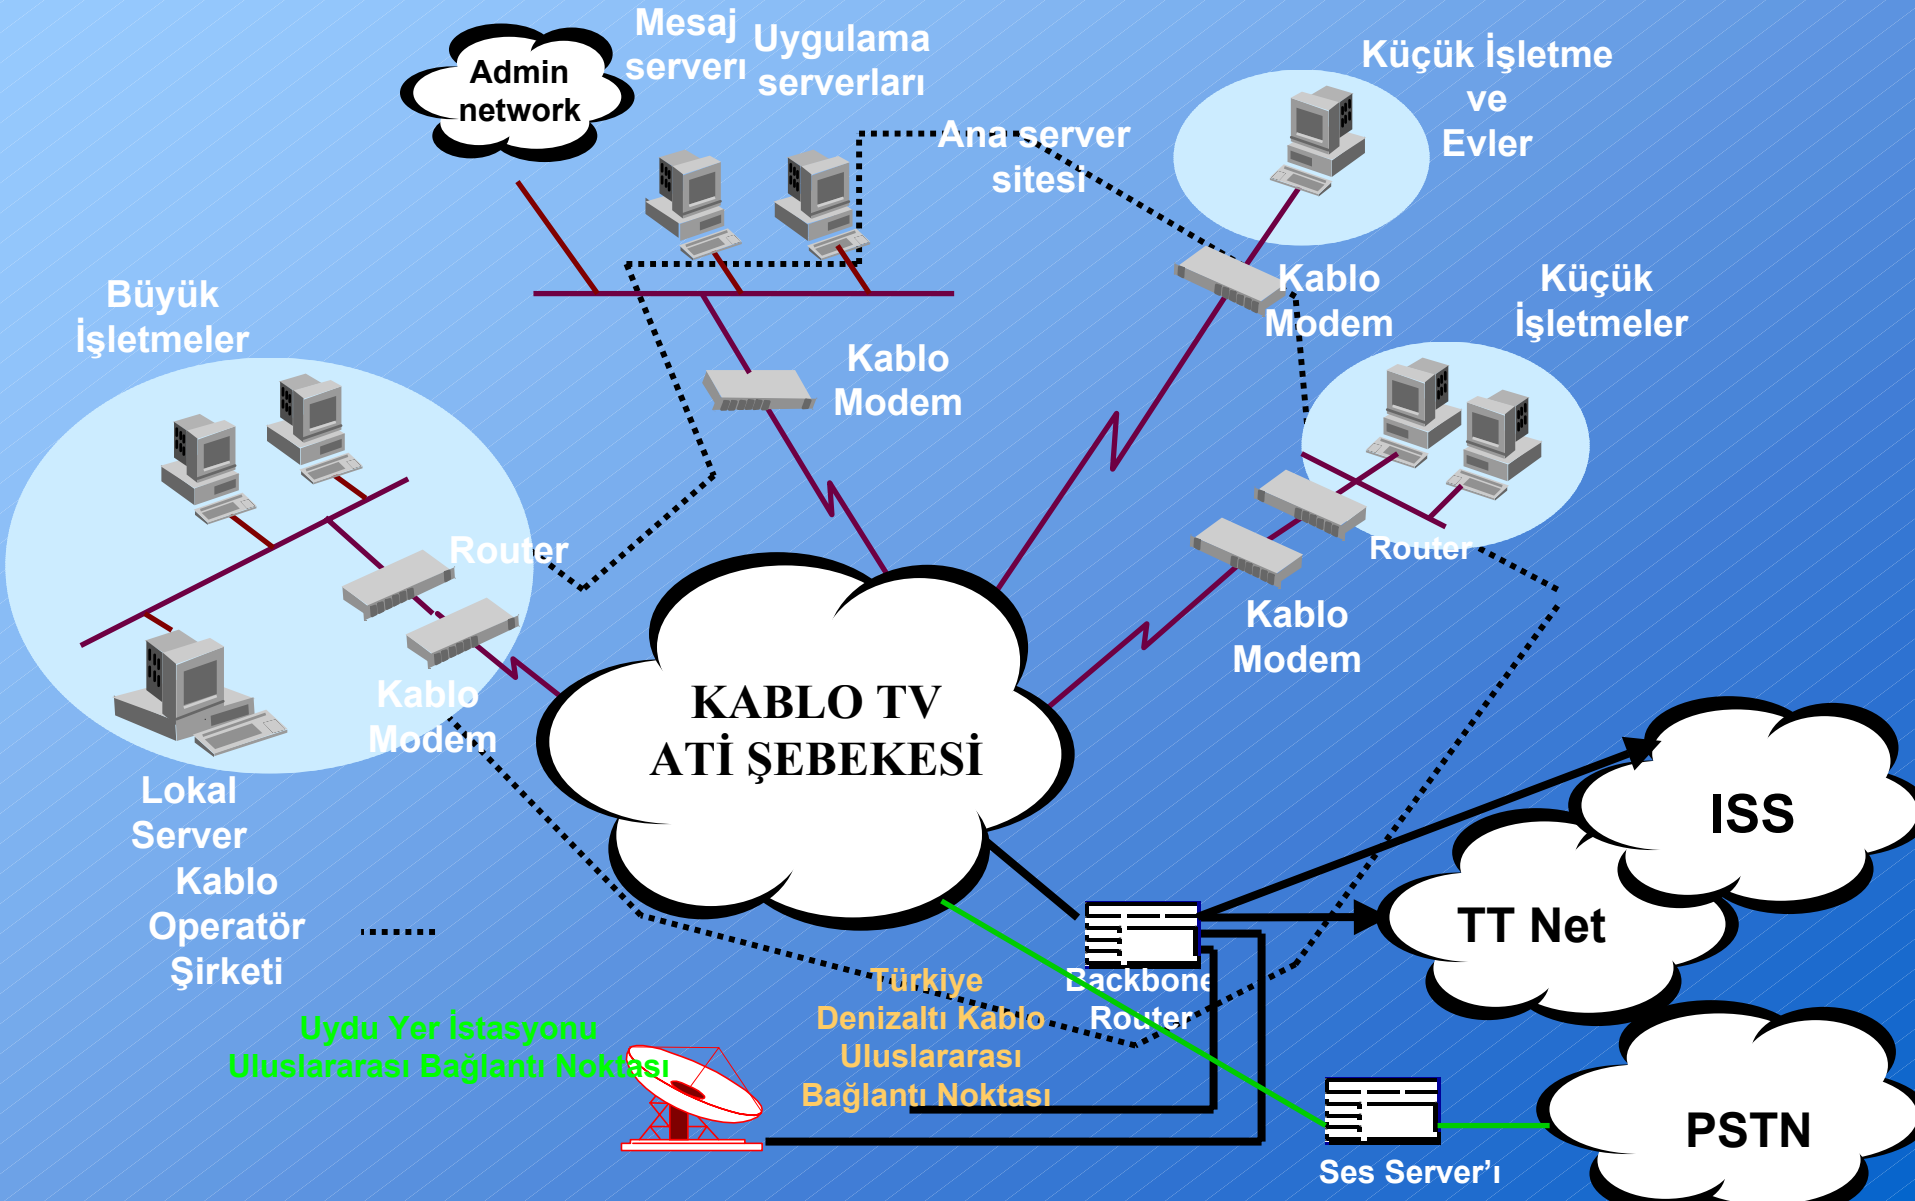 Admin
network
Mesaj
serverı
Uygulama
serverları
Ana server
sitesi
Küçük İşletme
ve
Evler
Büyük
İşletmeler
Kablo
Modem
Kablo
Modem
Küçük
İşletmeler
Router
Kablo
Modem
Router
Kablo
Modem
KABLO TV
ATİ ŞEBEKESİ
Lokal
Server
Kablo
Operatör
Şirketi
ISS
TT Net
Backbone
Router
Türkiye
Denizaltı Kablo
Uluslararası
Bağlantı Noktası
Uydu Yer İstasyonu
Uluslararası Bağlantı Noktası
PSTN
Ses Server’ı